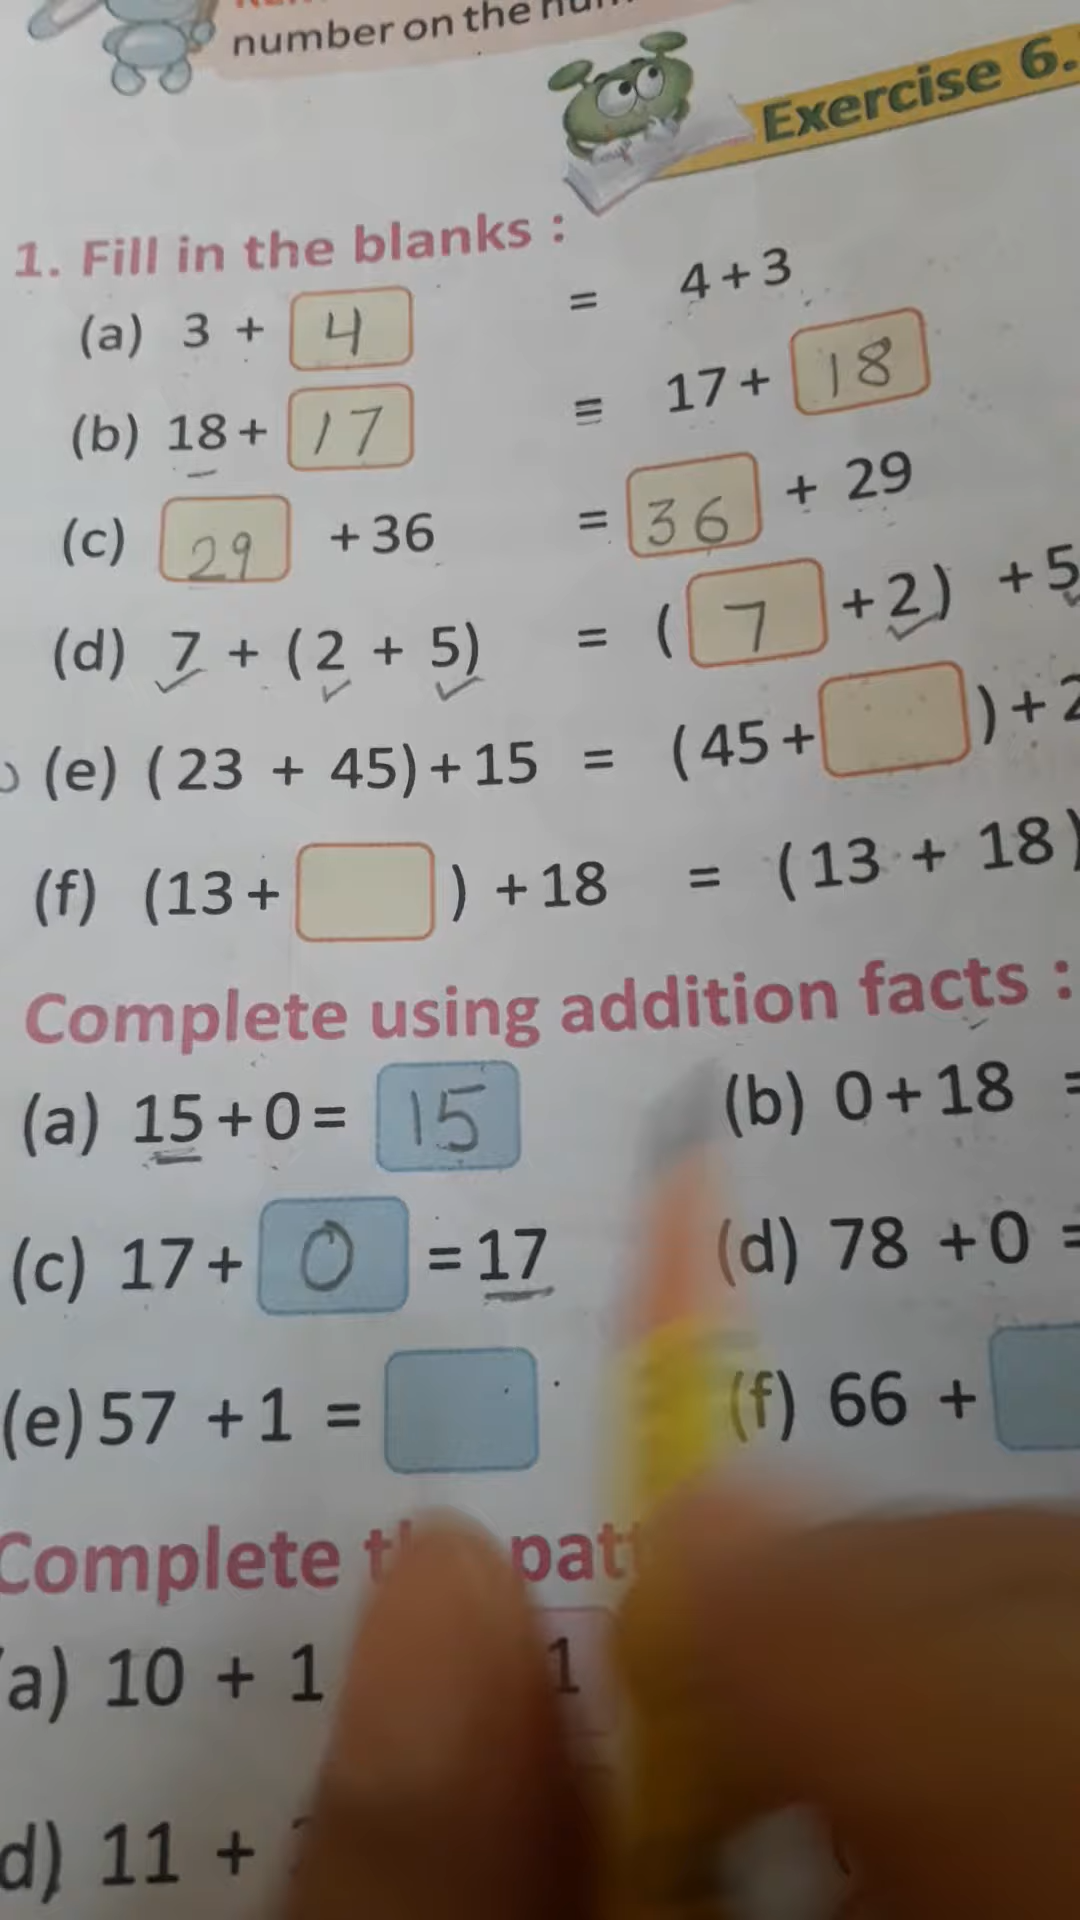 number on the
Exercise 6.
1. Fill in the blanks :
(a) 3 + 4 = 4 + 3
(b) 18 + 17 = 17 + 18
(c) 29 + 36 = 36 + 29
(d) 7 + (2 + 5) = (7 + 2) + 5
(e) (23 + 45) + 15 = (45 + ) + 2
(f) (13 + ) + 18 = (13 + 18)
Complete using addition facts :
(a) 15 + 0 = 15 (b) 0 + 18 =
(c) 17 + 0 = 17 (d) 78 + 0 =
(e) 57 + 1 = (f) 66 +
Complete pat
a) 10 + 1 1
d) 11 +